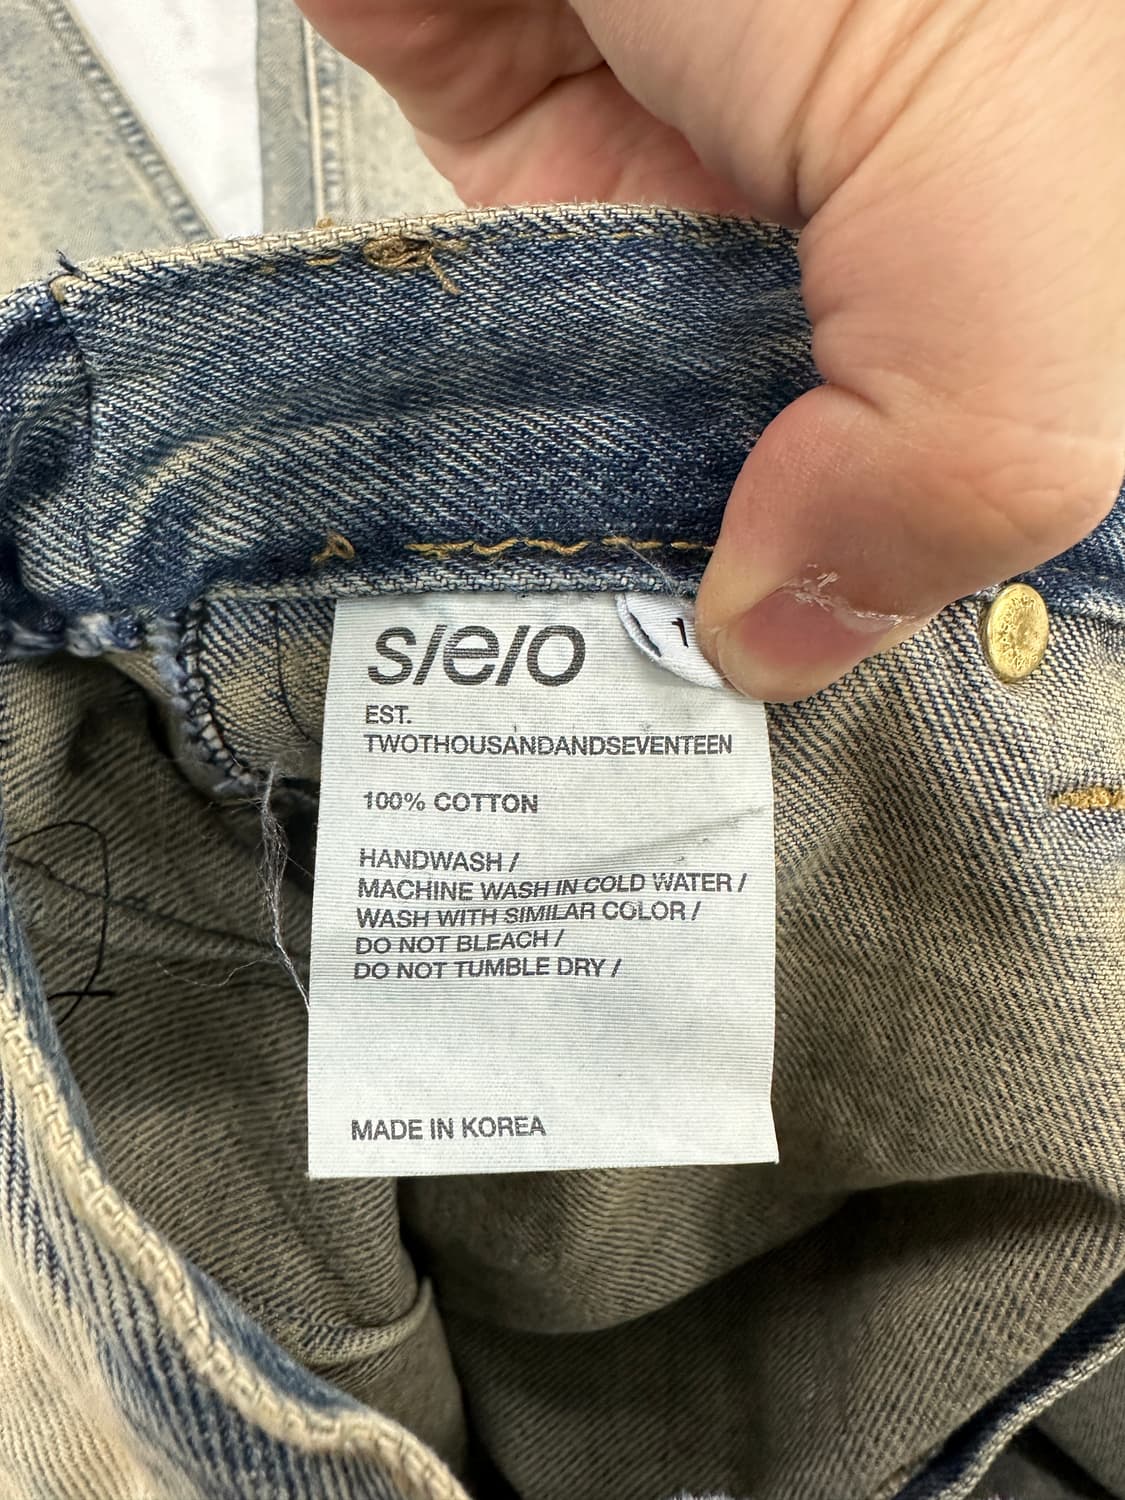 s/e/o
1
EST.
TWOTHOUSANDANDSEVENTEEN
100% COTTON
HANDWASH /
MACHINE WASH IN COLD WATER /
WASH WITH SIMILAR COLOR /
DO NOT BLEACH /
DO NOT TUMBLE DRY /
MADE IN KOREA